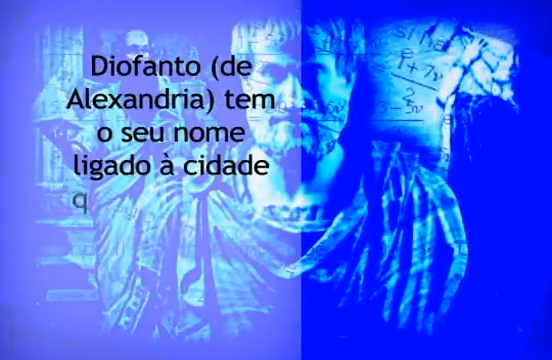 Diofanto (de
Alexandria) tem
o seu nome
ligado à cidade
q